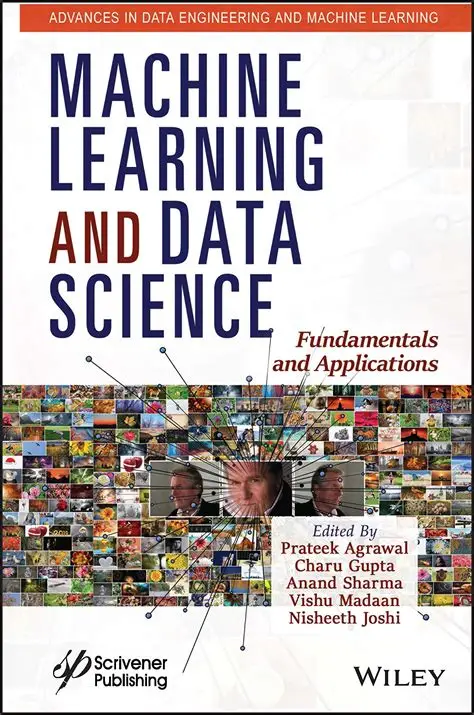 ADVANCES IN DATA ENGINEERING AND MACHINE LEARNING
MACHINE
LEARNING
AND DATA
SCIENCE
Fundamentals
and Applications
Edited By
Prateek Agrawal
Charu Gupta
Anand Sharma
Vishu Madaan
Nisheeth Joshi
Scrivener
Publishing
WILEY